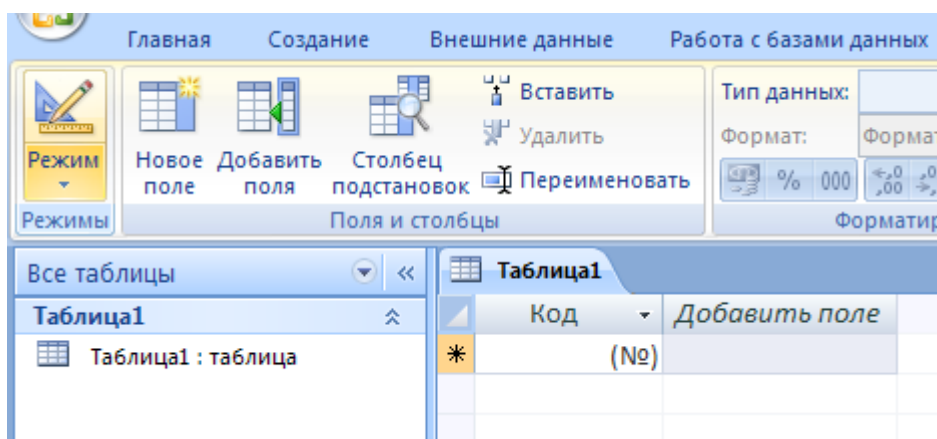 Главная Создание Внешние данные Работа с базами данных
Режим
Режимы
Новое поле
Добавить поля
Столбец подстановок
Вставить
Удалить
Переименовать
Поля и столбцы
Тип данных:
Формат: Формат
% 000 ,00
Форматир
Все таблицы
Таблица1
Таблица1 : таблица
Таблица1
Код Добавить поле
(№)